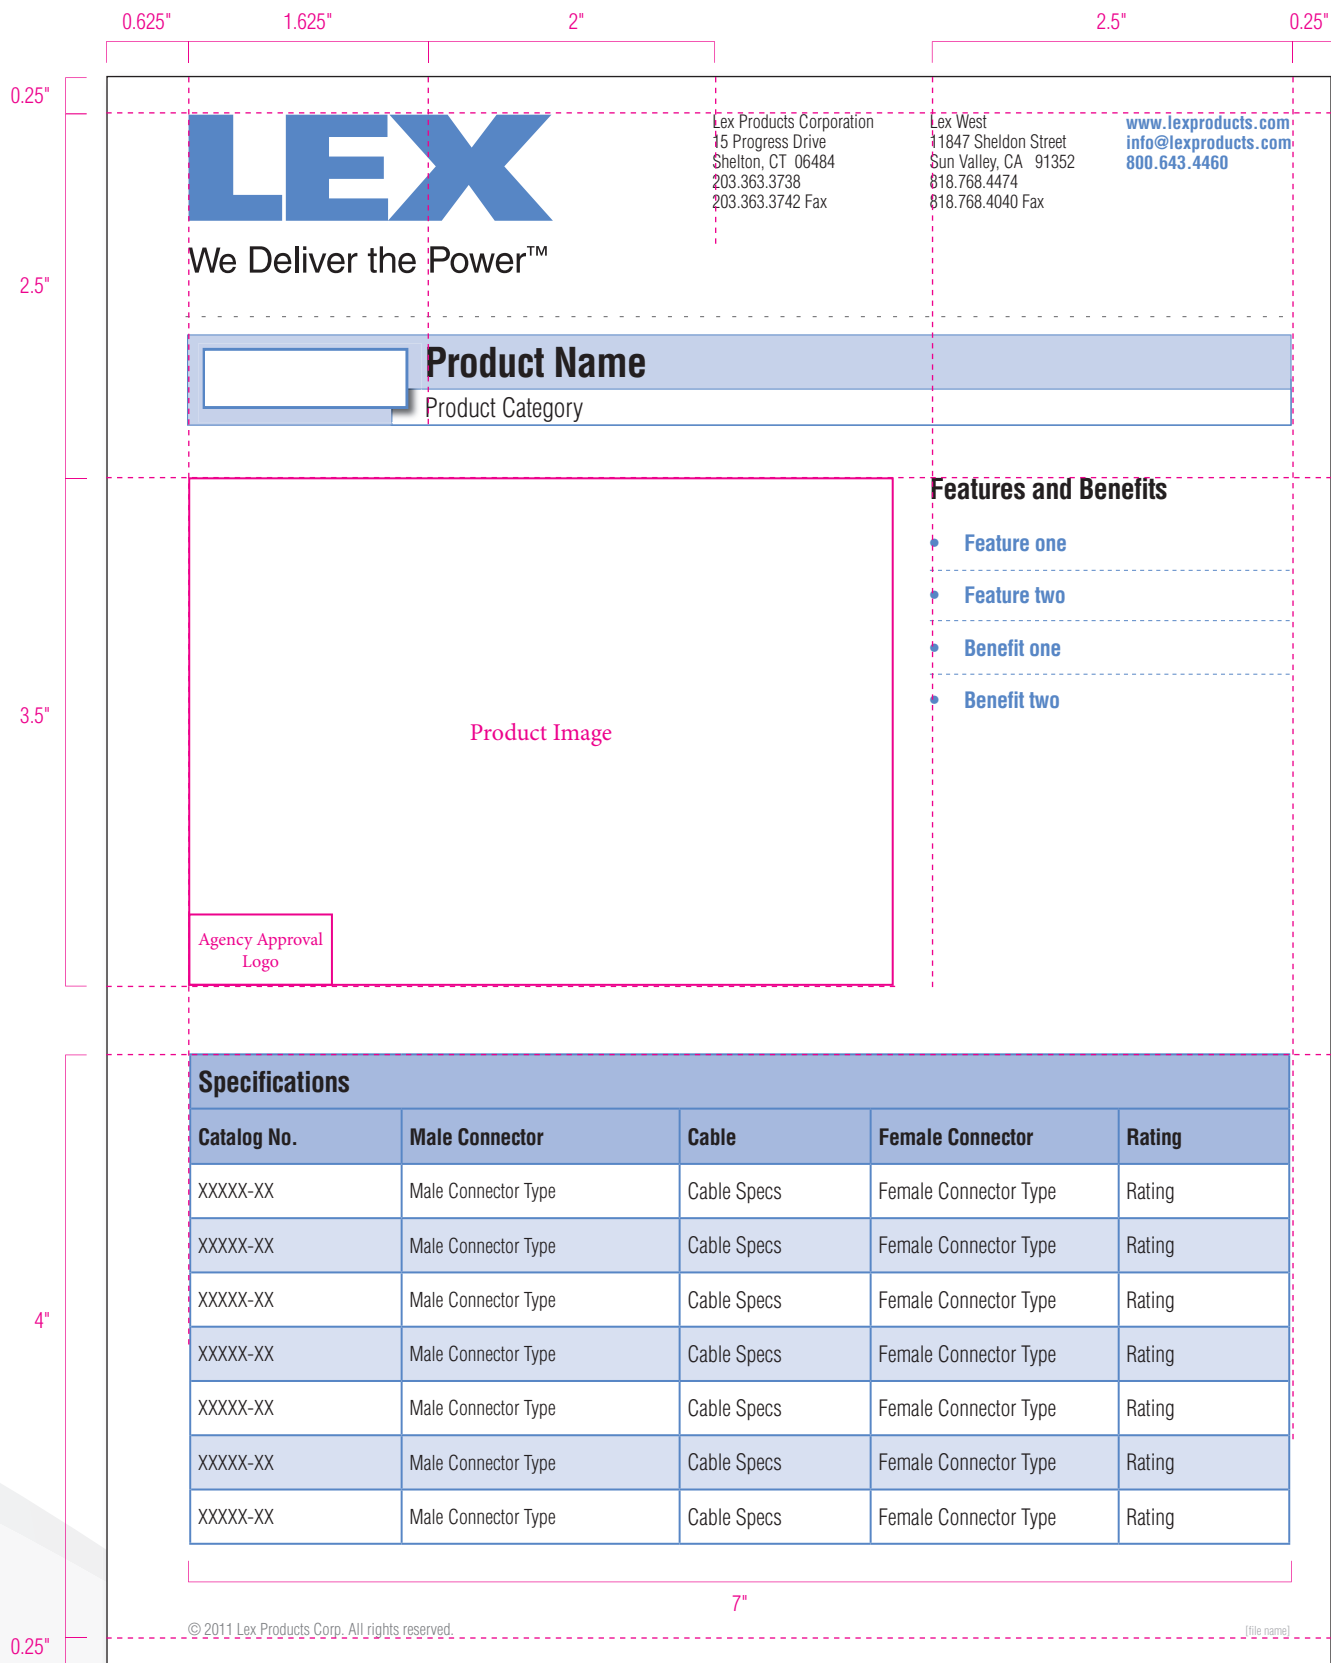 0.625" 1.625" 2" 2.5" 0.25"
0.25"
LEX
We Deliver the Power™
Lex Products Corporation
15 Progress Drive
Shelton, CT 06484
203.363.3738
203.363.3742 Fax
Lex West
11847 Sheldon Street
Sun Valley, CA 91352
818.768.4474
818.768.4040 Fax
www.lexproducts.com
info@lexproducts.com
800.643.4460
2.5"
Product Name
Product Category
Features and Benefits
• Feature one
• Feature two
• Benefit one
• Benefit two
3.5"
Product Image
Agency Approval
Logo
Specifications
Catalog No. Male Connector Cable Female Connector Rating
XXXXX-XX Male Connector Type Cable Specs Female Connector Type Rating
XXXXX-XX Male Connector Type Cable Specs Female Connector Type Rating
XXXXX-XX Male Connector Type Cable Specs Female Connector Type Rating
4"
XXXXX-XX Male Connector Type Cable Specs Female Connector Type Rating
XXXXX-XX Male Connector Type Cable Specs Female Connector Type Rating
XXXXX-XX Male Connector Type Cable Specs Female Connector Type Rating
XXXXX-XX Male Connector Type Cable Specs Female Connector Type Rating
7"
© 2011 Lex Products Corp. All rights reserved. [file name]
0.25"